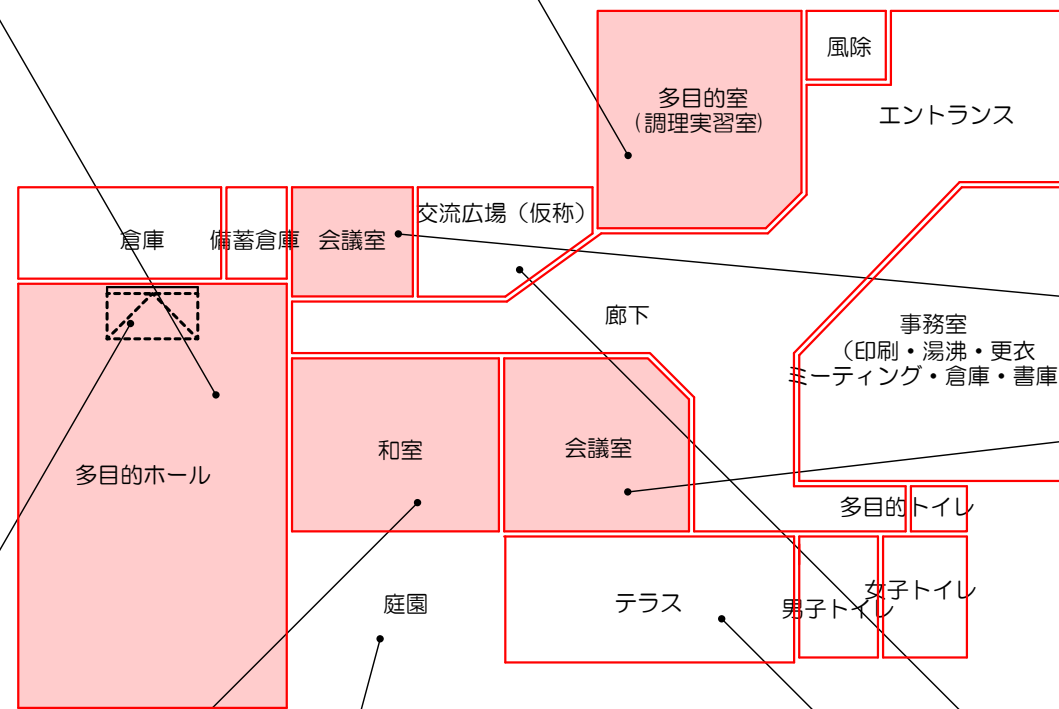 風除
多目的室
(調理実習室)
エントランス
交流広場（仮称）
倉庫
備蓄倉庫
会議室
廊下
事務室
（印刷・湯沸・更衣
ミーティング・倉庫・書庫
和室
会議室
多目的ホール
多目的トイレ
庭園
テラス
男子トイレ
女子トイレ